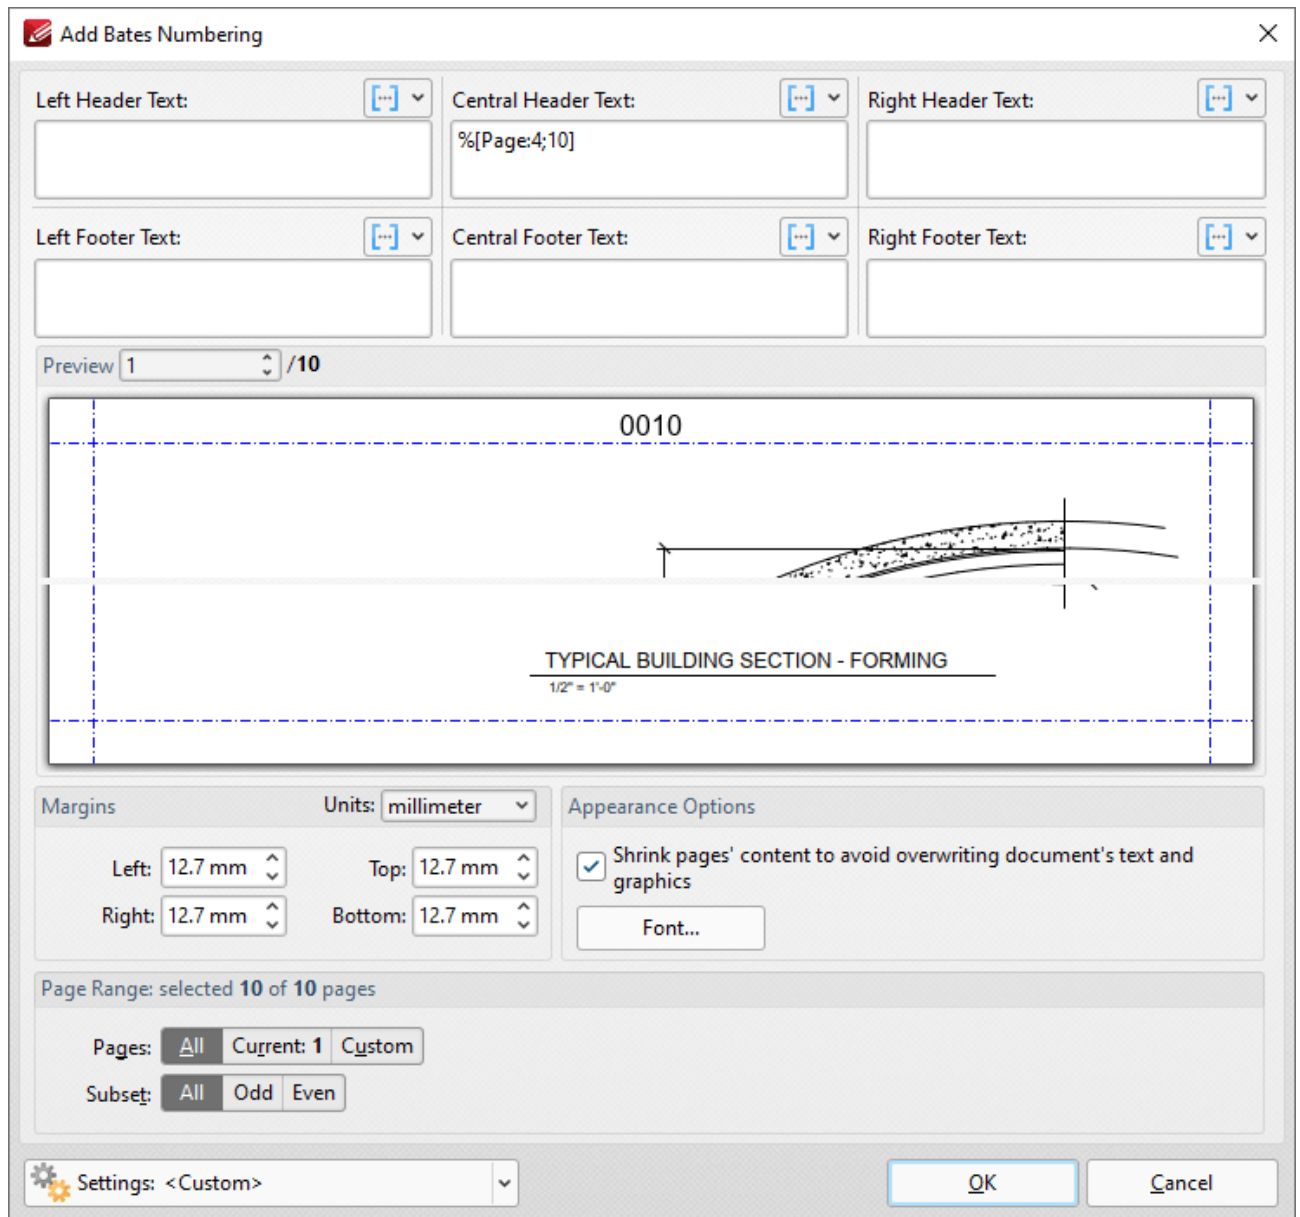 Add Bates Numbering
Left Header Text:
Central Header Text:
Right Header Text:
%[Page:4;10]
Left Footer Text:
Central Footer Text:
Right Footer Text:
Preview 1 /10
0010
TYPICAL BUILDING SECTION - FORMING
1/2" = 1'-0"
Margins
Units: millimeter
Left: 12.7 mm
Top: 12.7 mm
Right: 12.7 mm
Bottom: 12.7 mm
Appearance Options
Shrink pages' content to avoid overwriting document's text and
graphics
Font...
Page Range: selected 10 of 10 pages
Pages: All Current: 1 Custom
Subset: All Odd Even
Settings: <Custom>
OK
Cancel